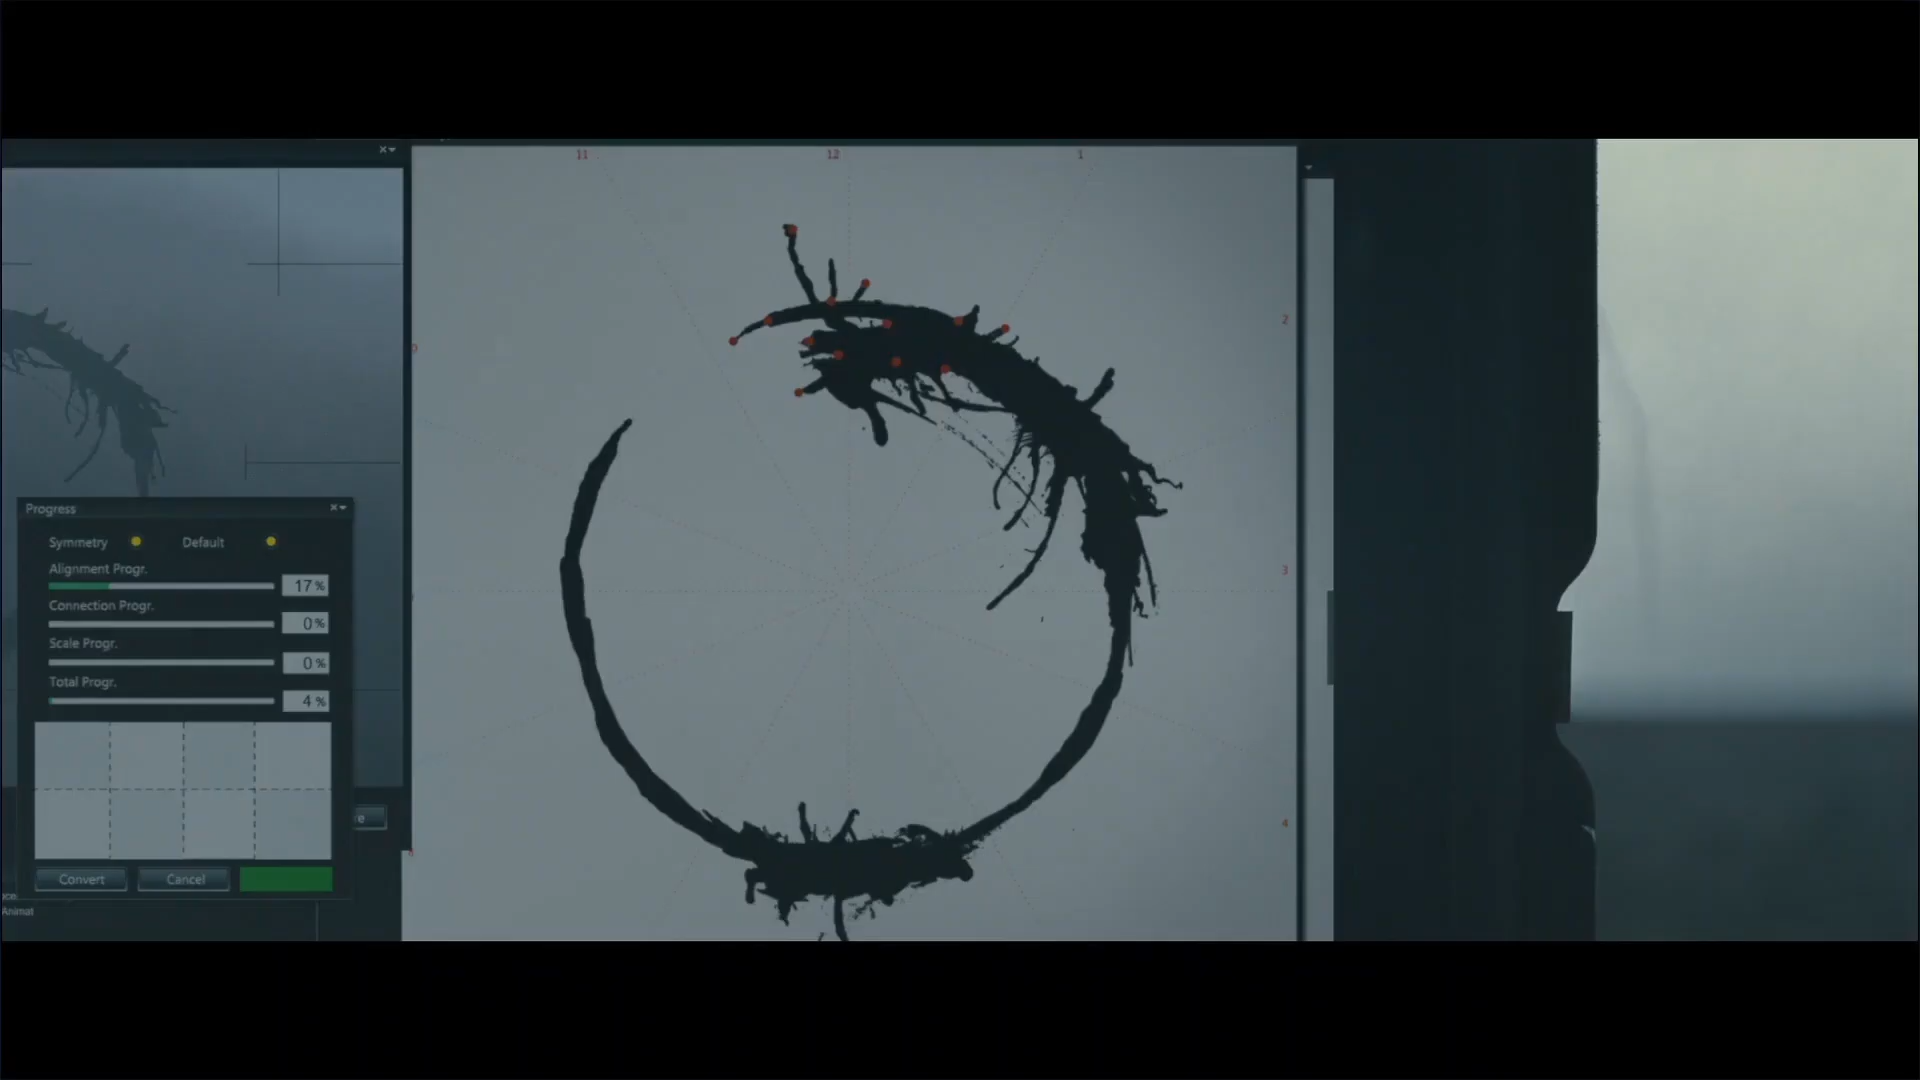 11 12 1
2
3
4
Progress
Symmetry Default
Alignment Progr.
17 %
Connection Progr.
0 %
Scale Progr.
0 %
Total Progr.
4 %
Convert Cancel
Animat